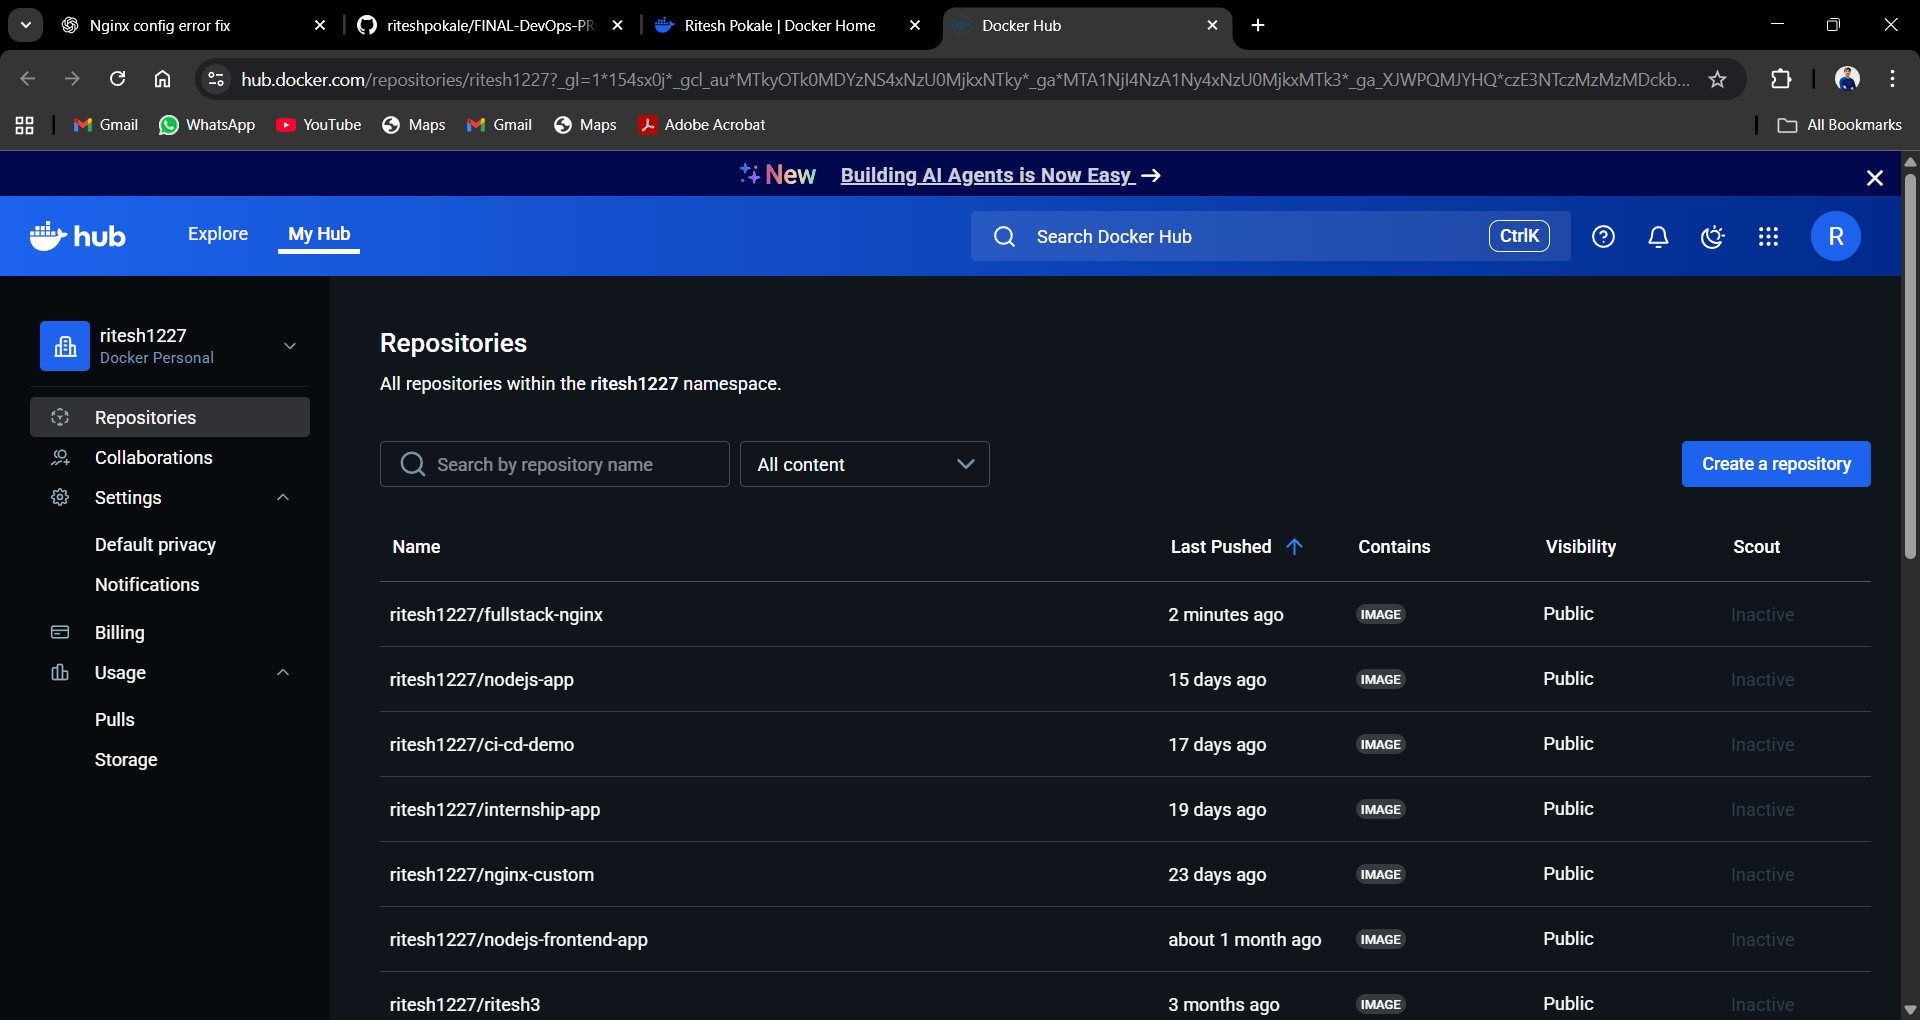 Nginx config error fix
riteshpokale/FINAL-DevOps-PR
Ritesh Pokale | Docker Home
Docker Hub
hub.docker.com/repositories/ritesh1227?_gl=1*154sx0j*_gcl_au*MTkyOTk0MDYzNS4xNzU0MjkxNTky*_ga*MTA1NjI4NzA1Ny4xNzU0MjkxMTk3*_ga_XJWPQMJYHQ*czE3NTczMzMzMDckb...
Gmail
WhatsApp
YouTube
Maps
Gmail
Maps
Adobe Acrobat
All Bookmarks
New Building AI Agents is Now Easy →
hub
Explore
My Hub
Search Docker Hub
CtrlK
R
ritesh1227
Docker Personal
Repositories
Collaborations
Settings
Default privacy
Notifications
Billing
Usage
Pulls
Storage
Repositories
All repositories within the ritesh1227 namespace.
Search by repository name
All content
Create a repository
Name Last Pushed Contains Visibility Scout
ritesh1227/fullstack-nginx 2 minutes ago IMAGE Public Inactive
ritesh1227/nodejs-app 15 days ago IMAGE Public Inactive
ritesh1227/ci-cd-demo 17 days ago IMAGE Public Inactive
ritesh1227/internship-app 19 days ago IMAGE Public Inactive
ritesh1227/nginx-custom 23 days ago IMAGE Public Inactive
ritesh1227/nodejs-frontend-app about 1 month ago IMAGE Public Inactive
ritesh1227/ritesh3 3 months ago IMAGE Public Inactive